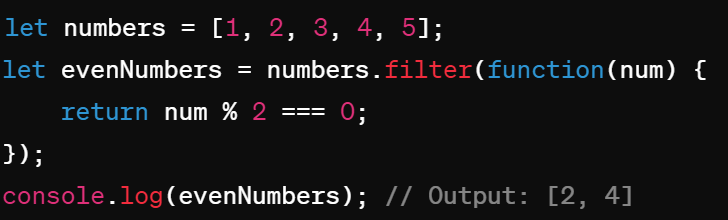 let numbers = [1, 2, 3, 4, 5];
let evenNumbers = numbers.filter(function(num) {
    return num % 2 === 0;
});
console.log(evenNumbers); // Output: [2, 4]